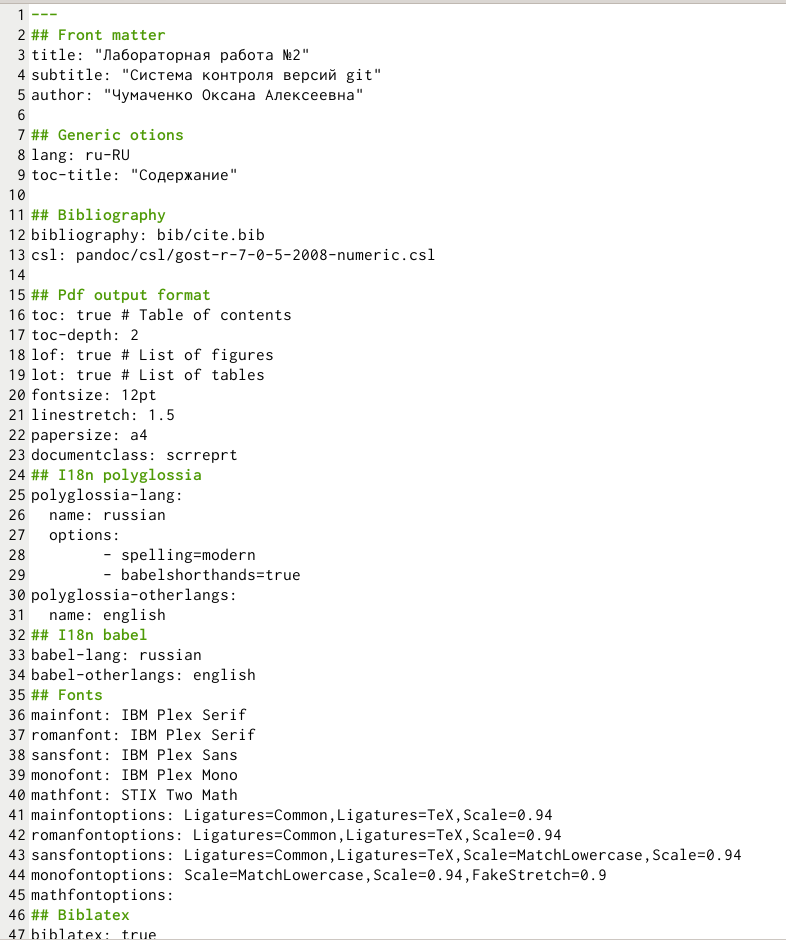 1 ---
2 ## Front matter
3 title: "Лабораторная работа №2"
4 subtitle: "Система контроля версий git"
5 author: "Чумаченко Оксана Алексеевна"
6
7 ## Generic otions
8 lang: ru-RU
9 toc-title: "Содержание"
10
11 ## Bibliography
12 bibliography: bib/cite.bib
13 csl: pandoc/csl/gost-r-7-0-5-2008-numeric.csl
14
15 ## Pdf output format
16 toc: true # Table of contents
17 toc-depth: 2
18 lof: true # List of figures
19 lot: true # List of tables
20 fontsize: 12pt
21 linestretch: 1.5
22 papersize: a4
23 documentclass: scrreprt
24 ## I18n polyglossia
25 polyglossia-lang:
26   name: russian
27   options:
28         - spelling=modern
29         - babelshorthands=true
30 polyglossia-otherlangs:
31   name: english
32 ## I18n babel
33 babel-lang: russian
34 babel-otherlangs: english
35 ## Fonts
36 mainfont: IBM Plex Serif
37 romanfont: IBM Plex Serif
38 sansfont: IBM Plex Sans
39 monofont: IBM Plex Mono
40 mathfont: STIX Two Math
41 mainfontoptions: Ligatures=Common,Ligatures=TeX,Scale=0.94
42 romanfontoptions: Ligatures=Common,Ligatures=TeX,Scale=0.94
43 sansfontoptions: Ligatures=Common,Ligatures=TeX,Scale=MatchLowercase,Scale=0.94
44 monofontoptions: Scale=MatchLowercase,Scale=0.94,FakeStretch=0.9
45 mathfontoptions:
46 ## Biblatex
47 biblatex: true